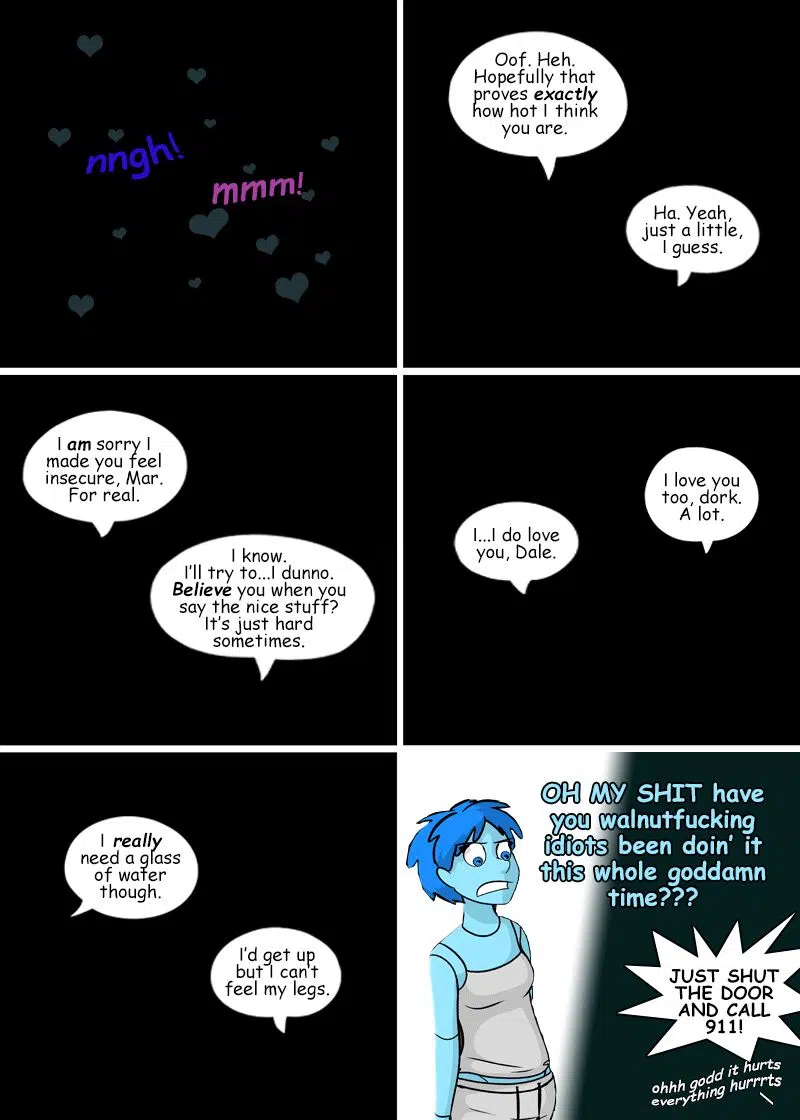 nngh!
mmm!
Oof. Heh.
Hopefully that
proves exactly
how hot I think
you are.
Ha. Yeah,
just a little,
I guess.
I am sorry I
made you feel
insecure, Mar.
For real.
I know.
I'll try to...I dunno.
Believe you when you
say the nice stuff?
It's just hard
sometimes.
I...I do love
you, Dale.
I love you
too, dork.
A lot.
I really
need a glass
of water
though.
I'd get up
but I can't
feel my legs.
OH MY SHIT have
you walnutfucking
idiots been doin' it
this whole goddamn
time???
JUST SHUT
THE DOOR
AND CALL
911!
ohhh godd it hurts
everything hurrrts